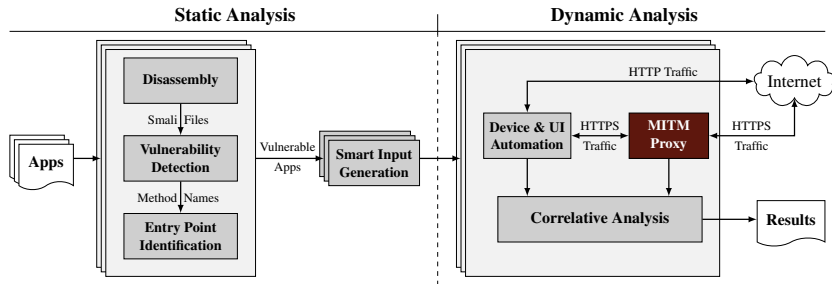 Static Analysis
Dynamic Analysis
Disassembly
Smali Files
Vulnerability
Detection
Method Names
Entry Point
Identification
Apps
Vulnerable
Apps
Smart Input
Generation
HTTP Traffic
Internet
Device & UI
Automation
HTTPS
Traffic
MITM
Proxy
HTTPS
Traffic
Correlative Analysis
Results